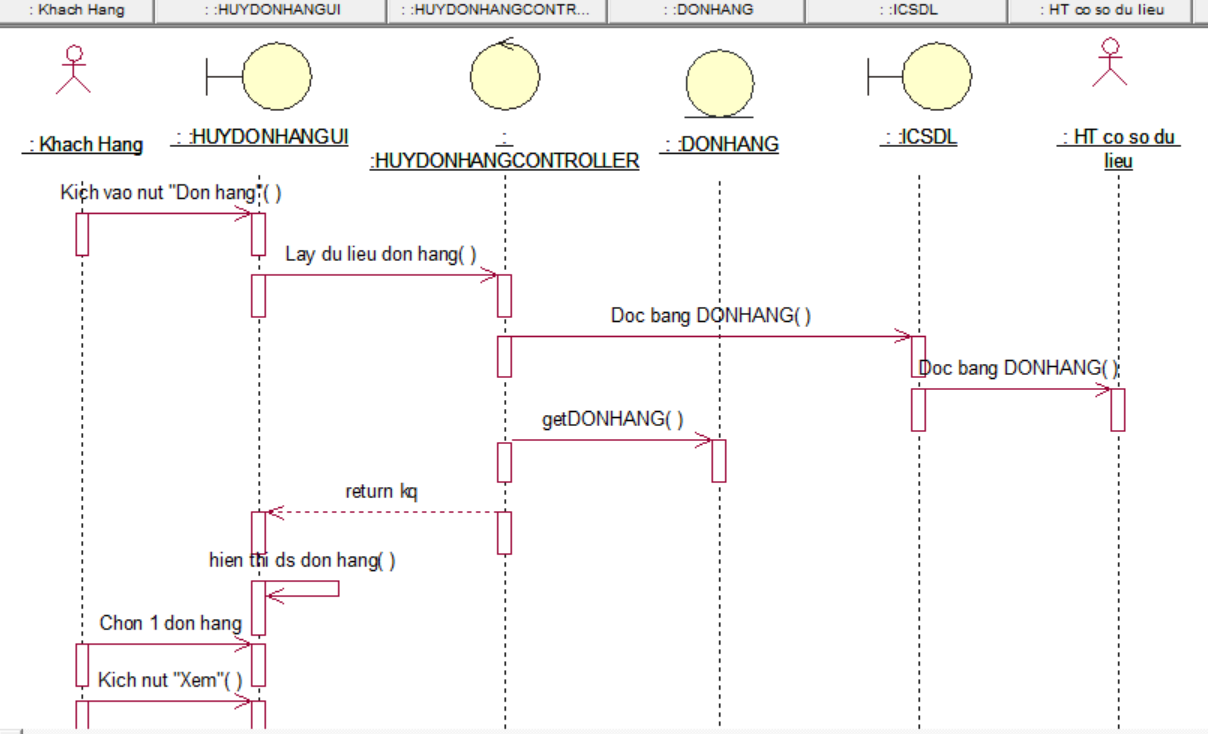 : Khach Hang
: :HUYDONHANGUI
: :HUYDONHANGCONTR...
: :DONHANG
: :ICSDL
: HT co so du lieu
: Khach Hang
: :HUYDONHANGUI
:
:HUYDONHANGCONTROLLER
: :DONHANG
: :ICSDL
: HT co so du
lieu
Kich vao nut "Don hang"( )
Lay du lieu don hang( )
Doc bang DONHANG( )
Doc bang DONHANG( )
getDONHANG( )
return kq
hien thi ds don hang( )
Chon 1 don hang
Kich nut "Xem"( )